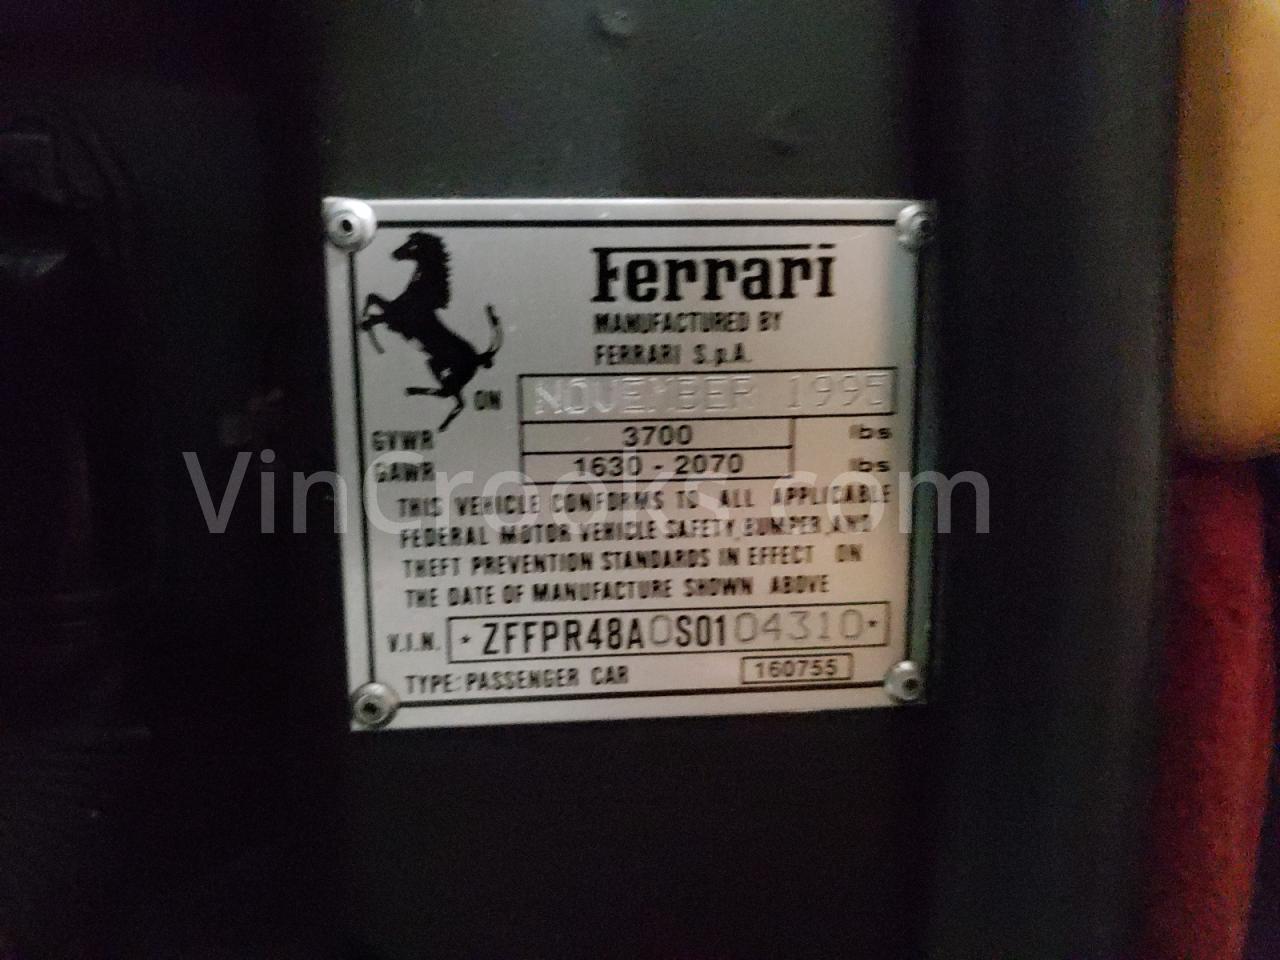 Ferrari
MANUFACTURED BY
FERRARI S.p.A.
ON NOVEMBER 1995
GVWR 3700 lbs
GAWR 1630 - 2070 lbs
THIS VEHICLE CONFORMS TO ALL APPLICABLE
FEDERAL MOTOR VEHICLE SAFETY, BUMPER, AND
THEFT PREVENTION STANDARDS IN EFFECT ON
THE DATE OF MANUFACTURE SHOWN ABOVE
V.I.N. *ZFFPR48A0S0104310*
TYPE: PASSENGER CAR 160755
VinCrooks.com